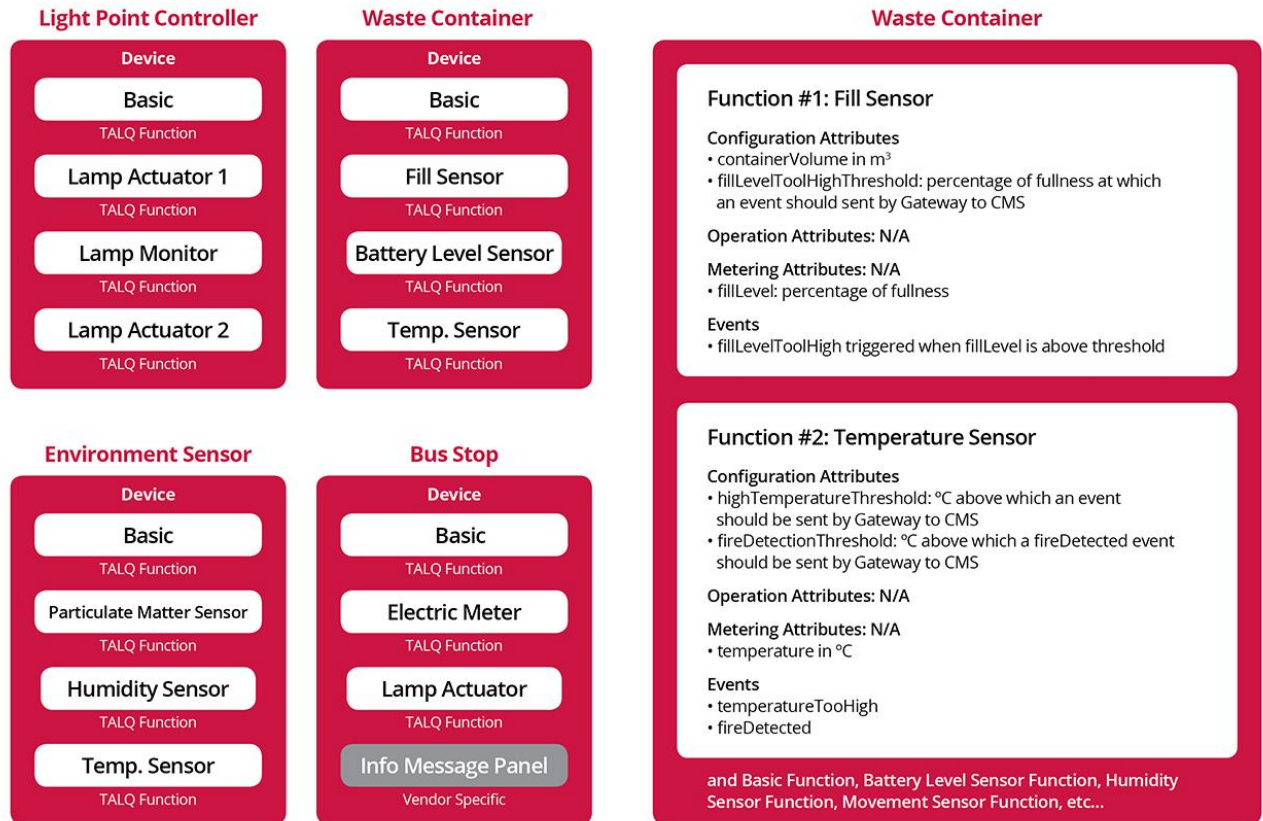 Light Point Controller
Device
Basic
TALQ Function
Lamp Actuator 1
TALQ Function
Lamp Monitor
TALQ Function
Lamp Actuator 2
TALQ Function
Waste Container
Device
Basic
TALQ Function
Fill Sensor
TALQ Function
Battery Level Sensor
TALQ Function
Temp. Sensor
TALQ Function
Environment Sensor
Device
Basic
TALQ Function
Particulate Matter Sensor
TALQ Function
Humidity Sensor
TALQ Function
Temp. Sensor
TALQ Function
Bus Stop
Device
Basic
TALQ Function
Electric Meter
TALQ Function
Lamp Actuator
TALQ Function
Info Message Panel
Vendor Specific
Waste Container
Function #1: Fill Sensor
Configuration Attributes
• containerVolume in m³
• fillLevelToolHighThreshold: percentage of fullness at which
an event should sent by Gateway to CMS
Operation Attributes: N/A
Metering Attributes: N/A
• fillLevel: percentage of fullness
Events
• fillLevelToolHigh triggered when fillLevel is above threshold
Function #2: Temperature Sensor
Configuration Attributes
• highTemperatureThreshold: ºC above which an event
should be sent by Gateway to CMS
• fireDetectionThreshold: ºC above which a fireDetected event
should be sent by Gateway to CMS
Operation Attributes: N/A
Metering Attributes: N/A
• temperature in ºC
Events
• temperatureTooHigh
• fireDetected
and Basic Function, Battery Level Sensor Function, Humidity
Sensor Function, Movement Sensor Function, etc...